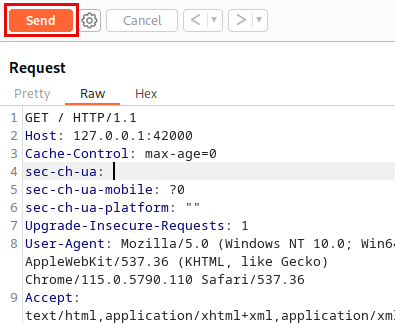 Send Cancel < >
Request
Pretty Raw Hex
1 GET / HTTP/1.1
2 Host: 127.0.0.1:42000
3 Cache-Control: max-age=0
4 sec-ch-ua:
5 sec-ch-ua-mobile: ?0
6 sec-ch-ua-platform: ""
7 Upgrade-Insecure-Requests: 1
8 User-Agent: Mozilla/5.0 (Windows NT 10.0; Win64
AppleWebKit/537.36 (KHTML, like Gecko)
Chrome/115.0.5790.110 Safari/537.36
9 Accept:
text/html,application/xhtml+xml,application/xml